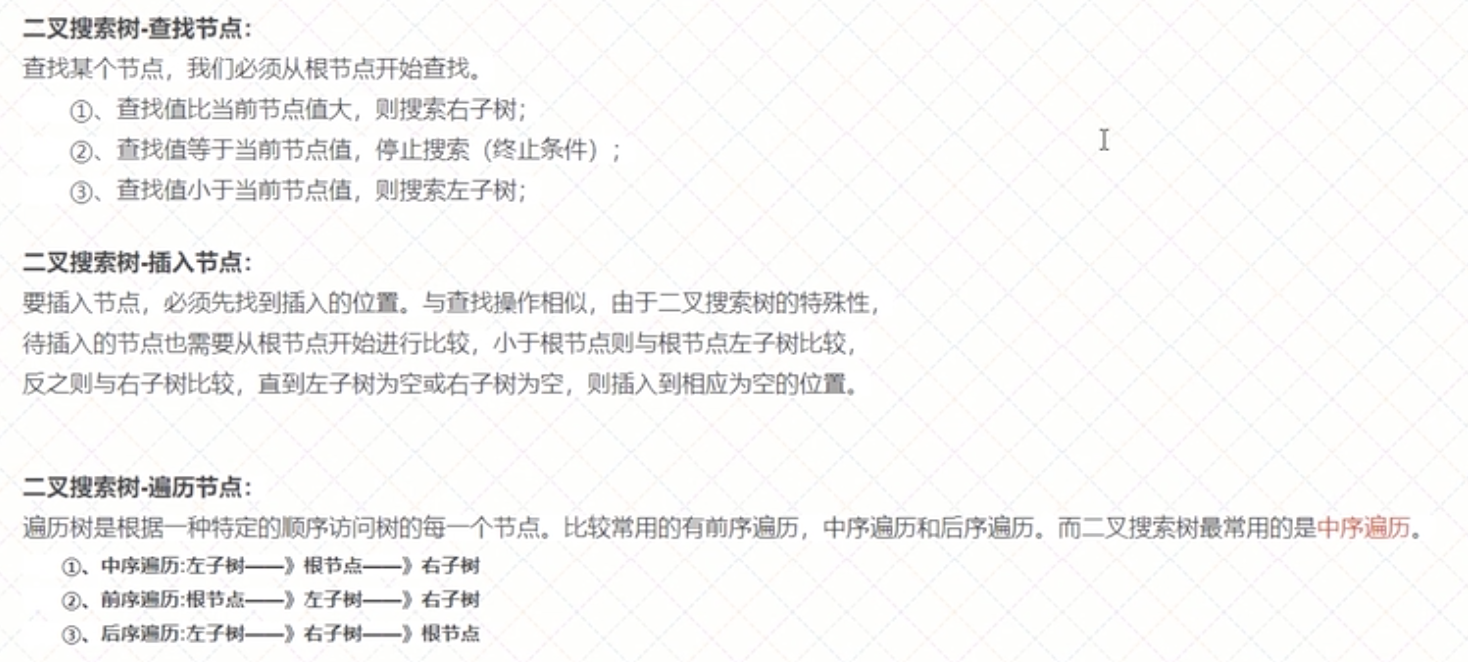 二叉搜索树-查找节点：
查找某个节点，我们必须从根节点开始查找。
①、查找值比当前节点值大，则搜索右子树；
②、查找值等于当前节点值，停止搜索（终止条件）；
③、查找值小于当前节点值，则搜索左子树；
二叉搜索树-插入节点：
要插入节点，必须先找到插入的位置。与查找操作相似，由于二叉搜索树的特殊性，
待插入的节点也需要从根节点开始进行比较，小于根节点则与根节点左子树比较，
反之则与右子树比较，直到左子树为空或右子树为空，则插入到相应为空的位置。
二叉搜索树-遍历节点：
遍历树是根据一种特定的顺序访问树的每一个节点。比较常用的有前序遍历，中序遍历和后序遍历。而二叉搜索树最常用的是中序遍历。
①、中序遍历:左子树——》根节点——》右子树
②、前序遍历:根节点——》左子树——》右子树
③、后序遍历:左子树——》右子树——》根节点